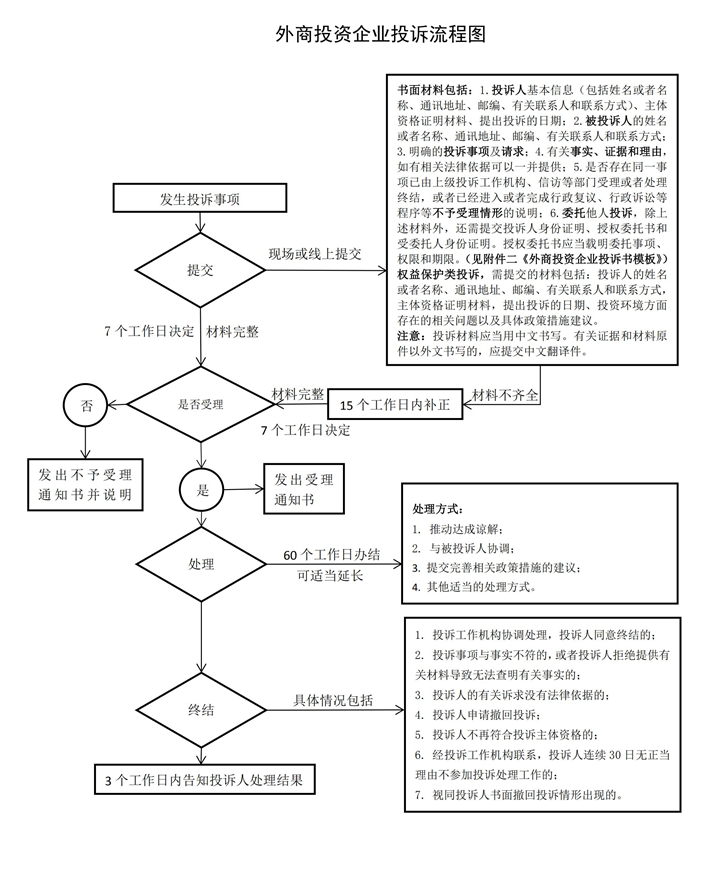 外商投资企业投诉流程图
书面材料包括：1.投诉人基本信息（包括姓名或者名
称、通讯地址、邮编、有关联系人和联系方式）、主体
资格证明材料、提出投诉的日期；2.被投诉人的姓名
或者名称、通讯地址、邮编、有关联系人和联系方式；
3.明确的投诉事项及请求；4.有关事实、证据和理由，
如有相关法律依据可以一并提供；5.是否存在同一事
项已由上级投诉工作机构、信访等部门受理或者处理
终结，或者已经进入或者完成行政复议、行政诉讼等
程序等不予受理情形的说明；6.委托他人投诉，除上
述材料外，还需提交投诉人身份证明、授权委托书和
受委托人身份证明。授权委托书应当载明委托事项、
权限和期限。（见附件二《外商投资企业投诉书模板》）
权益保护类投诉，需提交的材料包括：投诉人的姓名
或者名称、通讯地址、邮编、有关联系人和联系方式，
主体资格证明材料，提出投诉的日期、投资环境方面
存在的相关问题以及具体政策措施建议。
注意：投诉材料应当用中文书写。有关证据和材料原
件以外文书写的，应提交中文翻译件。
发生投诉事项
提交
现场或线上提交
7 个工作日决定
材料完整
是否受理
材料完整
15 个工作日内补正
材料不齐全
7 个工作日决定
否
发出不予受理
通知书并说明
是
发出受理
通知书
处理
60 个工作日办结
可适当延长
处理方式：
1. 推动达成谅解；
2. 与被投诉人协调；
3. 提交完善相关政策措施的建议；
4. 其他适当的处理方式。
终结
具体情况包括
1. 投诉工作机构协调处理，投诉人同意终结的；
2. 投诉事项与事实不符的，或者投诉人拒绝提供有
关材料导致无法查明有关事实的；
3. 投诉人的有关诉求没有法律依据的；
4. 投诉人申请撤回投诉；
5. 投诉人不再符合投诉主体资格的；
6. 经投诉工作机构联系，投诉人连续 30 日无正当
理由不参加投诉处理工作的；
7. 视同投诉人书面撤回投诉情形出现的。
3 个工作日内告知投诉人处理结果